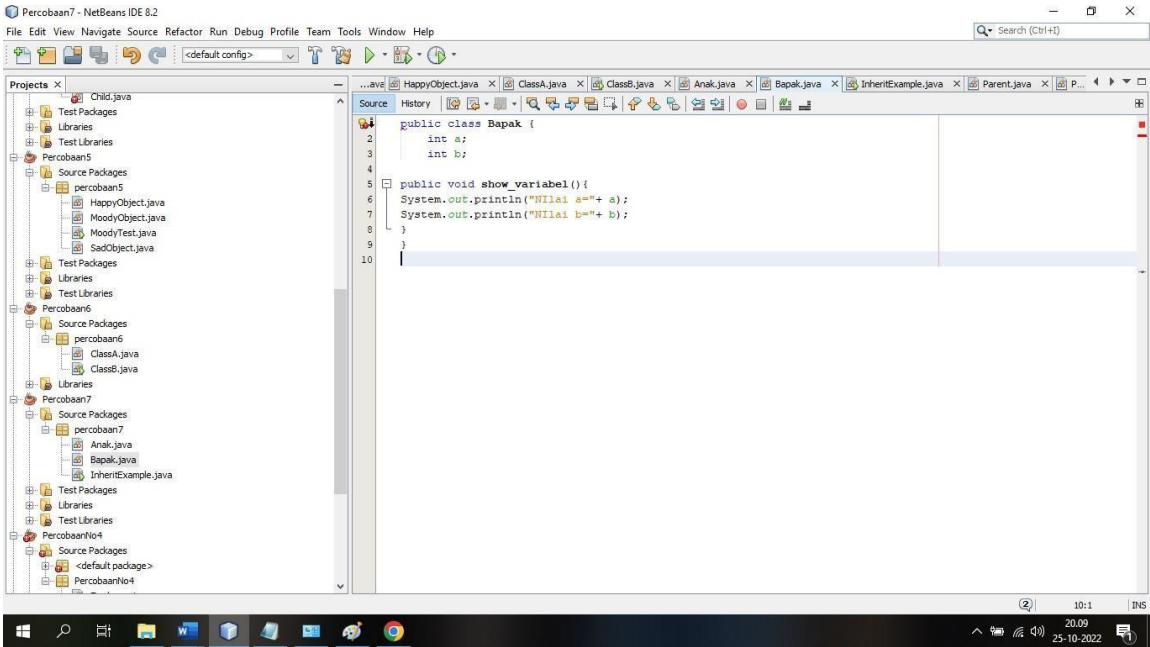 Percobaan7 - NetBeans IDE 8.2
File Edit View Navigate Source Refactor Run Debug Profile Team Tools Window Help
Search (Ctrl+I)
<default config>
Projects
Child.java
Test Packages
Libraries
Test Libraries
Percobaan5
Source Packages
percobaan5
HappyObject.java
MoodyObject.java
MoodyTest.java
SadObject.java
Test Packages
Libraries
Test Libraries
Percobaan6
Source Packages
percobaan6
ClassA.java
ClassB.java
Libraries
Percobaan7
Source Packages
percobaan7
Anak.java
Bapak.java
InheritExample.java
Test Packages
Libraries
Test Libraries
PercobaanNo4
Source Packages
<default package>
PercobaanNo4
...ava HappyObject.java ClassA.java ClassB.java Anak.java Bapak.java InheritExample.java Parent.java P...
Source History
public class Bapak {
2 int a;
3 int b;
4
5 public void show_variabel(){
6 System.out.println("NIlai a="+ a);
7 System.out.println("NIlai b="+ b);
8 }
9 }
10
2 10:1 INS
20.09
25-10-2022